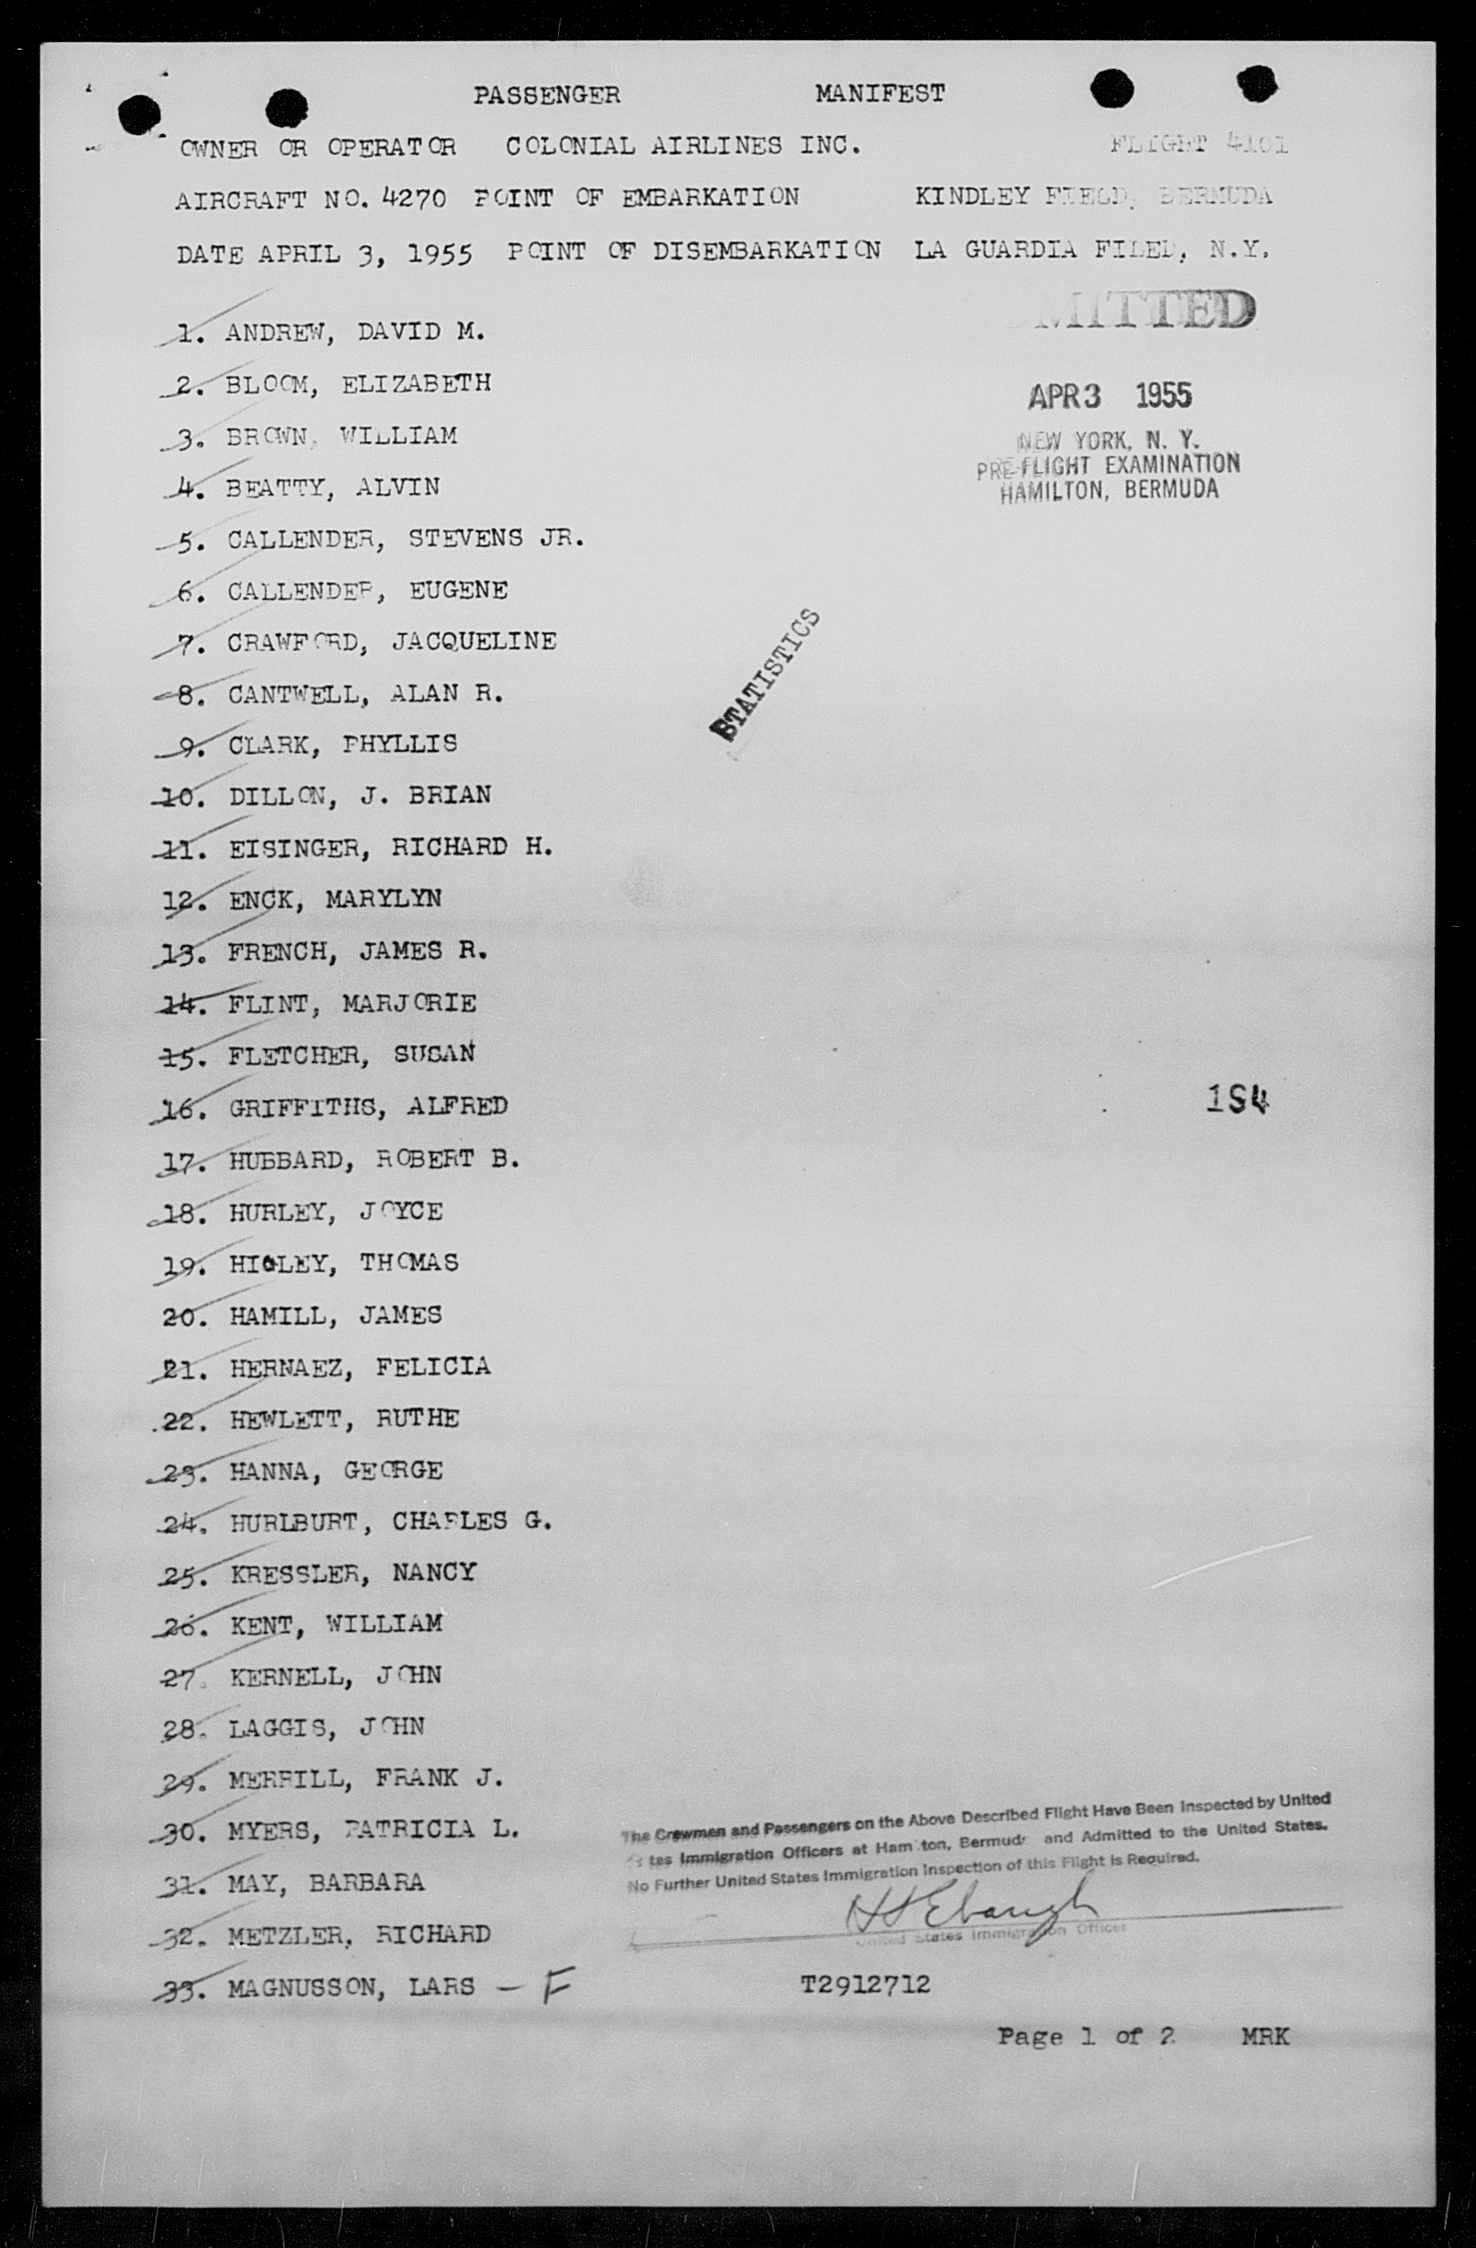 PASSENGER MANIFEST
OWNER OR OPERATOR COLONIAL AIRLINES INC. FLIGHT 4101
AIRCRAFT NO. 4270 POINT OF EMBARKATION KINDLEY FIELD, BERMUDA
DATE APRIL 3, 1955 POINT OF DISEMBARKATION LA GUARDIA FILED, N.Y.
MITTED
1. ANDREW, DAVID M.
2. BLOOM, ELIZABETH
APR 3 1955
3. BROWN, WILLIAM
NEW YORK, N. Y.
PRE-FLIGHT EXAMINATION
HAMILTON, BERMUDA
4. BEATTY, ALVIN
5. CALLENDER, STEVENS JR.
6. CALLENDER, EUGENE
7. CRAWFORD, JACQUELINE
STATISTICS
8. CANTWELL, ALAN R.
9. CLARK, PHYLLIS
10. DILLON, J. BRIAN
11. EISINGER, RICHARD H.
12. ENCK, MARYLYN
13. FRENCH, JAMES R.
14. FLINT, MARJORIE
15. FLETCHER, SUSAN
16. GRIFFITHS, ALFRED
194
17. HUBBARD, ROBERT B.
18. HURLEY, JOYCE
19. HIGLEY, THOMAS
20. HAMILL, JAMES
21. HERNAEZ, FELICIA
22. HEWLETT, RUTHE
23. HANNA, GEORGE
24. HURLBURT, CHARLES G.
25. KRESSLER, NANCY
26. KENT, WILLIAM
27. KERNELL, JOHN
28. LAGGIS, JOHN
29. MERRILL, FRANK J.
30. MYERS, PATRICIA L.
31. MAY, BARBARA
32. METZLER, RICHARD
The Crewmen and Passengers on the Above Described Flight Have Been Inspected by United
States Immigration Officers at Hamilton, Bermuda and Admitted to the United States.
No Further United States Immigration Inspection of this Flight is Required.
United States Immigration Officer
33. MAGNUSSON, LARS - F T2912712
Page 1 of 2 MRK